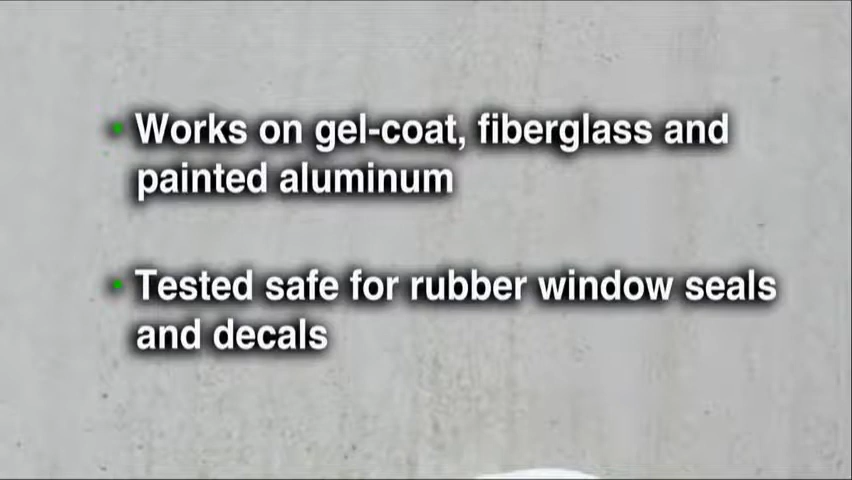 • Works on gel-coat, fiberglass and
painted aluminum
• Tested safe for rubber window seals
and decals